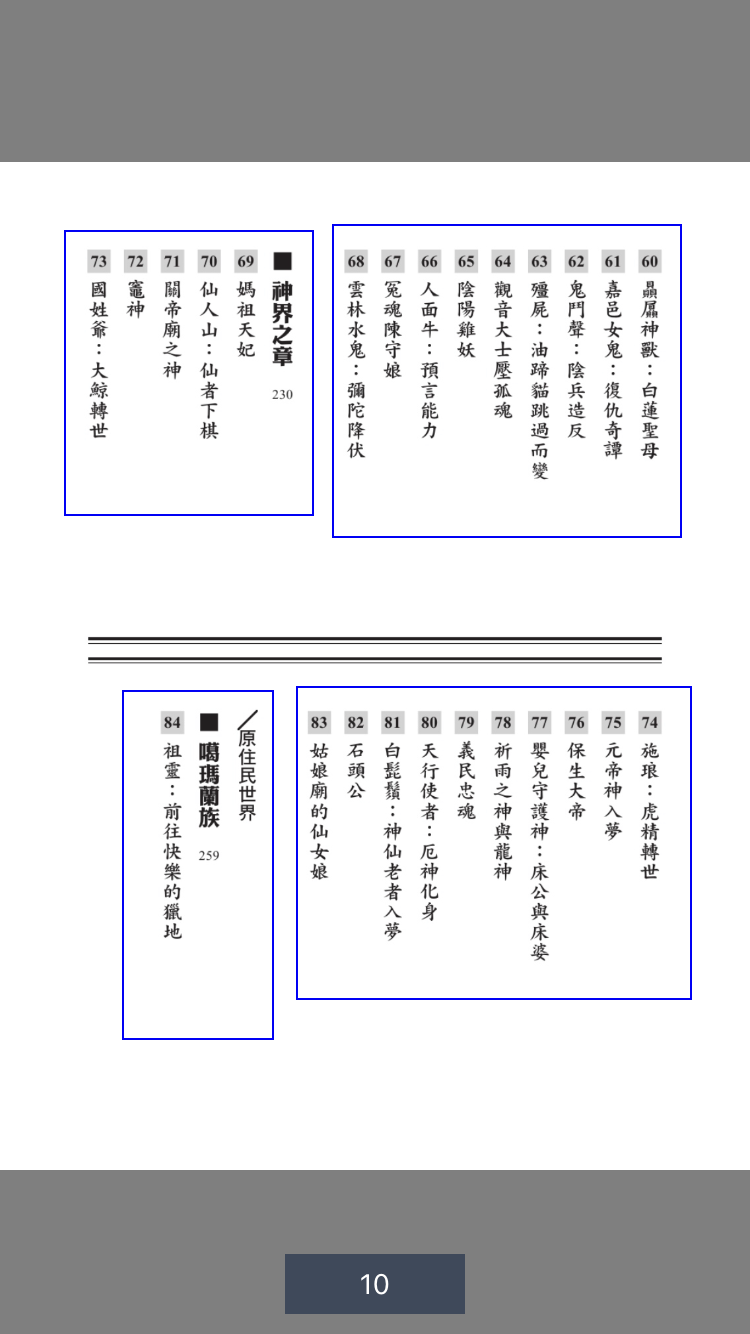 60 贔屭神獸：白蓮聖母
61 嘉邑女鬼：復仇奇譚
62 鬼鬥聲：陰兵造反
63 殭屍：油蹄貓跳過而變
64 觀音大士壓孤魂
65 陰陽雞妖
66 人面牛：預言能力
67 冤魂陳守娘
68 雲林水鬼：彌陀降伏
■ 神界之章 230
69 媽祖天妃
70 仙人山：仙者下棋
71 關帝廟之神
72 竈神
73 國姓爺：大鯨轉世
74 施琅：虎精轉世
75 元帝神入夢
76 保生大帝
77 嬰兒守護神：床公與床婆
78 祈雨之神與龍神
79 義民忠魂
80 天行使者：厄神化身
81 白髭鬚：神仙老者入夢
82 石頭公
83 姑娘廟的仙女娘
／原住民世界
■ 噶瑪蘭族 259
84 祖靈：前往快樂的獵地
10